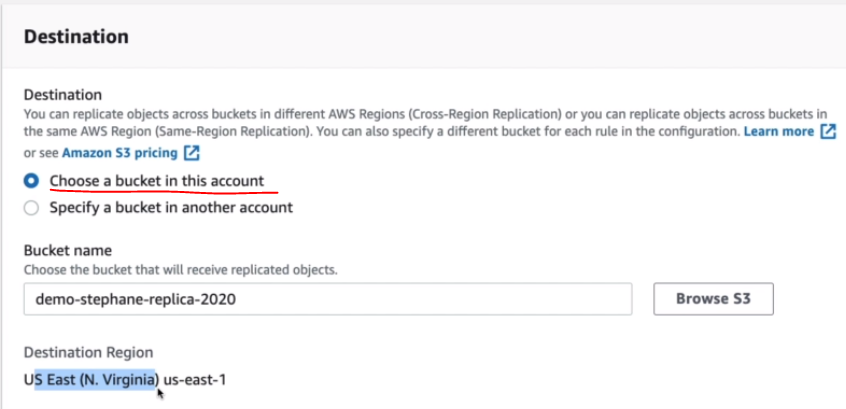 Destination
Destination
You can replicate objects across buckets in different AWS Regions (Cross-Region Replication) or you can replicate objects across buckets in
the same AWS Region (Same-Region Replication). You can also specify a different bucket for each rule in the configuration. Learn more
or see Amazon S3 pricing
Choose a bucket in this account
Specify a bucket in another account
Bucket name
Choose the bucket that will receive replicated objects.
demo-stephane-replica-2020
Browse S3
Destination Region
US East (N. Virginia) us-east-1